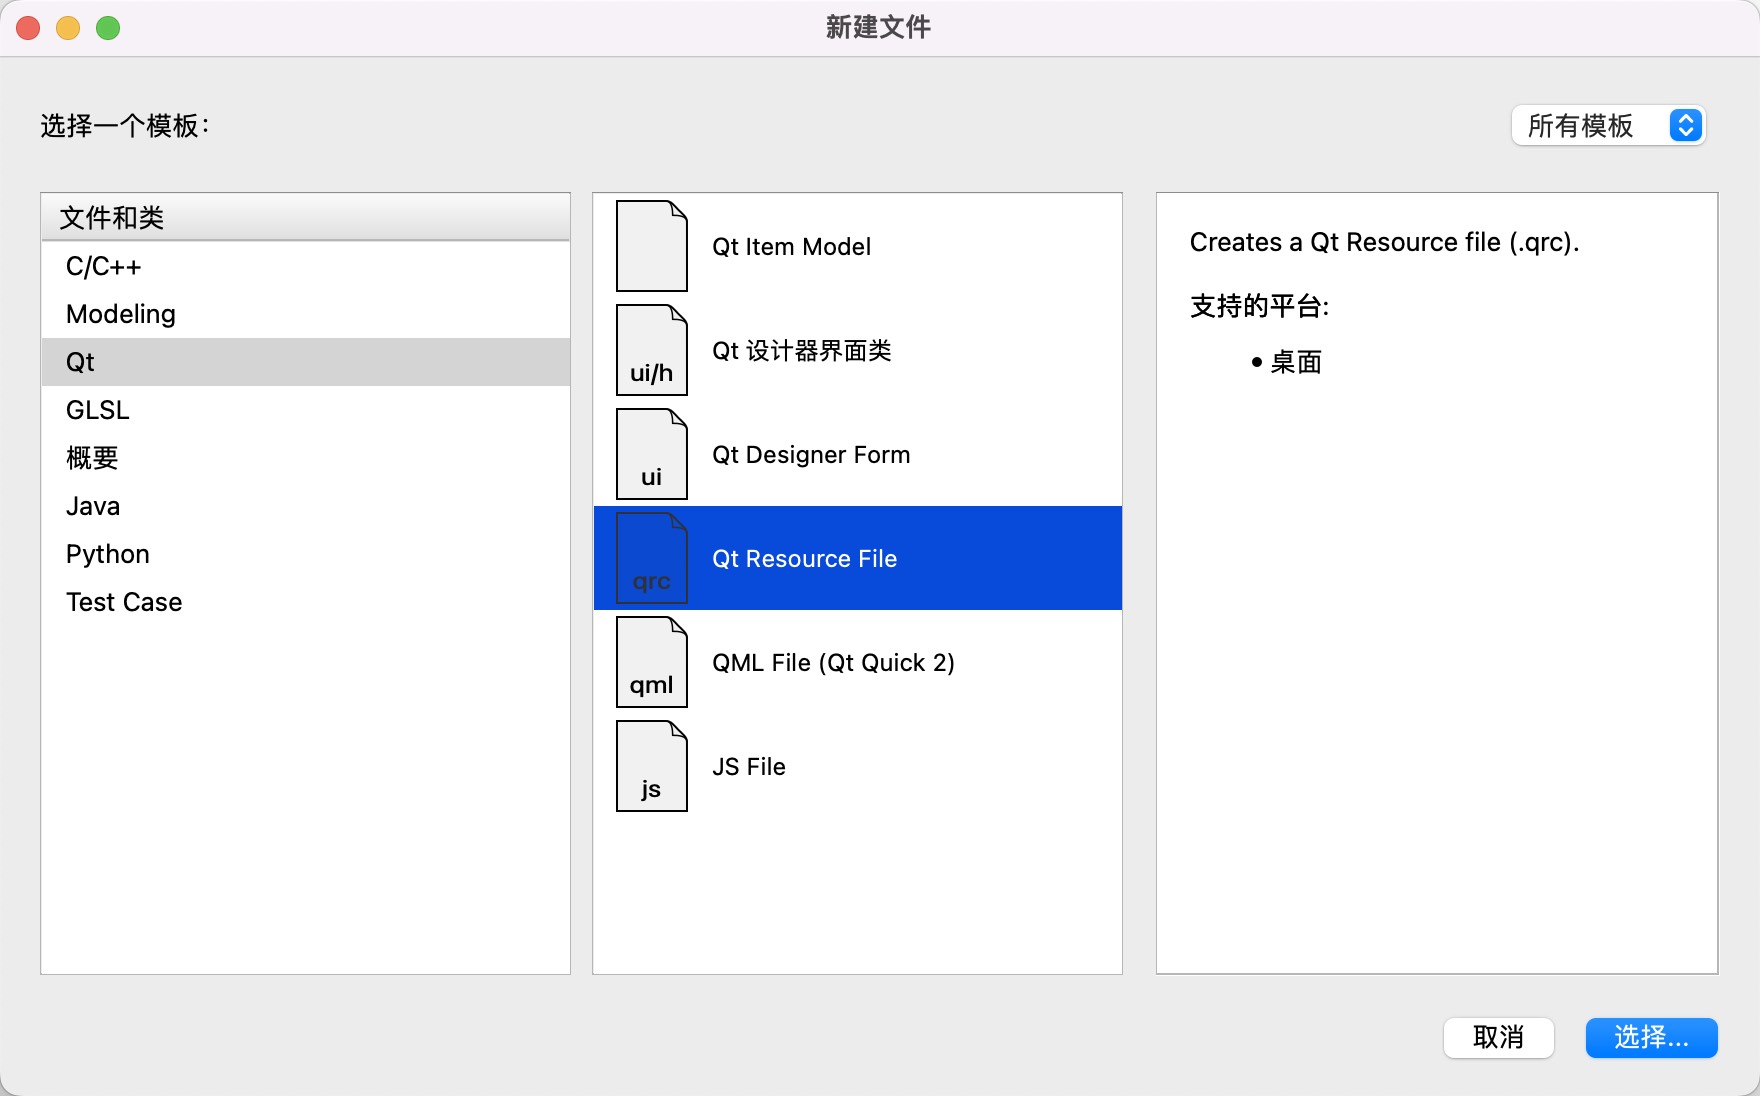 新建文件
选择一个模板:
所有模板
文件和类
C/C++
Modeling
Qt
GLSL
概要
Java
Python
Test Case
Qt Item Model
ui/h
Qt 设计器界面类
ui
Qt Designer Form
qrc
Qt Resource File
qml
QML File (Qt Quick 2)
js
JS File
Creates a Qt Resource file (.qrc).
支持的平台:
• 桌面
取消
选择...